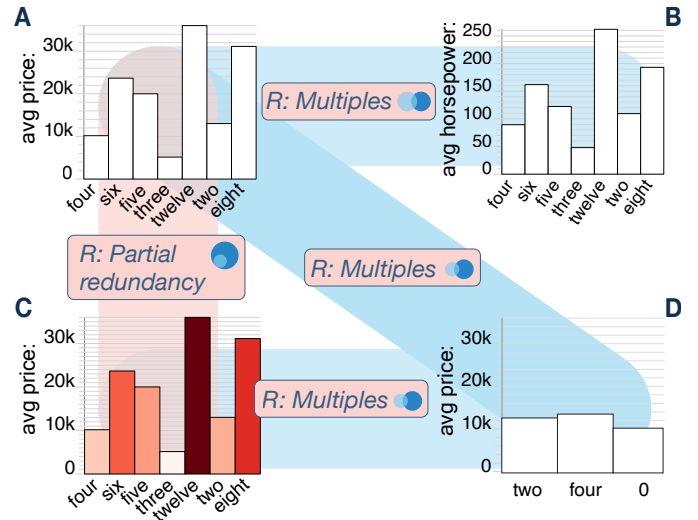 A
avg price:
30k
20k
10k
0
four
six
five
three
twelve
two
eight
R: Multiples
B
avg horsepower:
250
200
150
100
50
0
four
six
five
three
twelve
two
eight
R: Partial
redundancy
R: Multiples
C
avg price:
30k
20k
10k
0
four
six
five
three
twelve
two
eight
R: Multiples
D
avg price:
30k
20k
10k
0
two
four
0